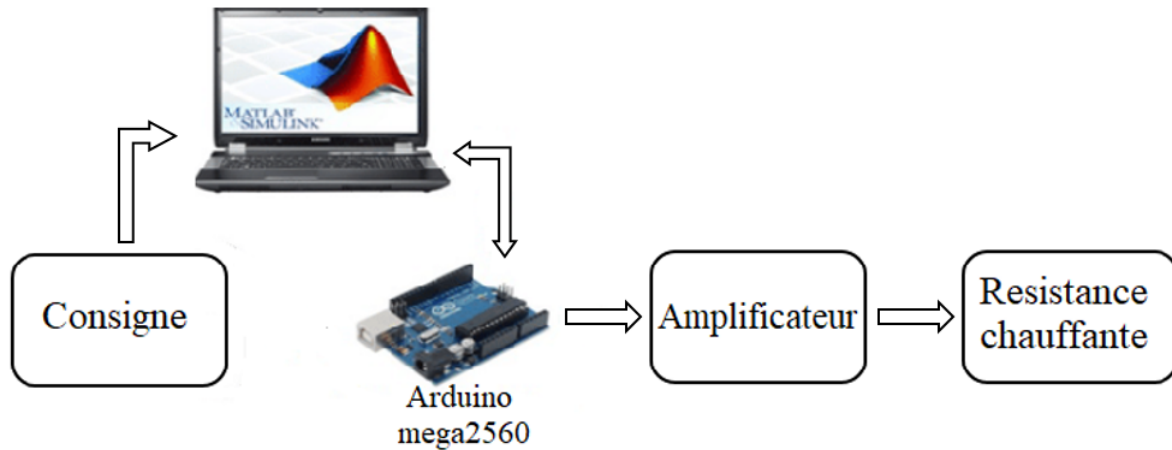 MATLAB
SIMULINK
Consigne
Arduino
mega2560
Amplificateur
Resistance
chauffante